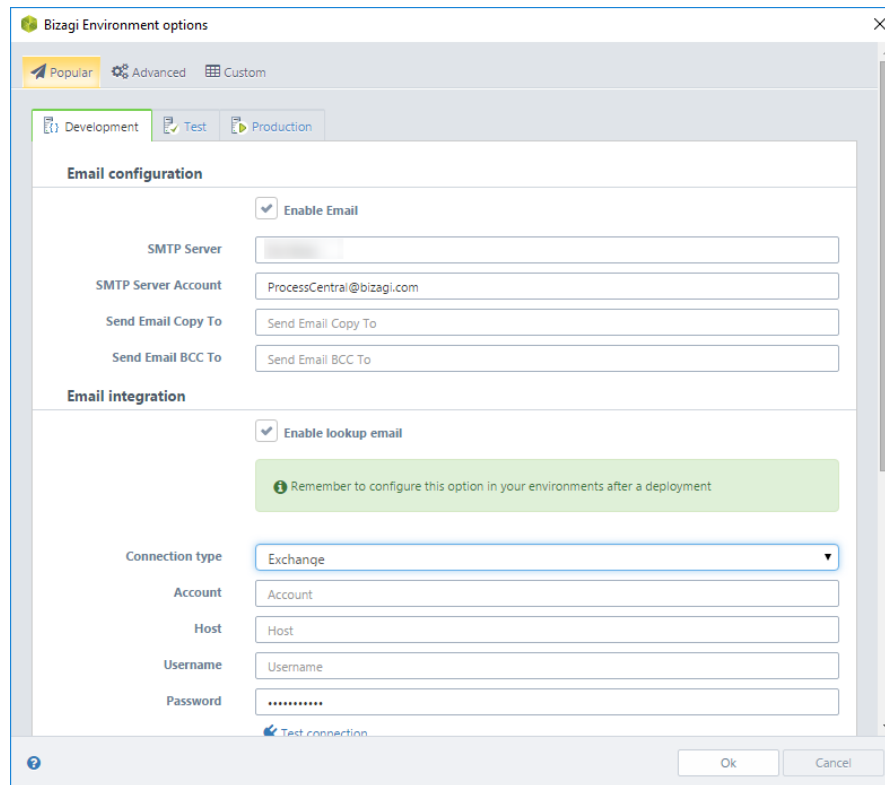 Bizagi Environment options
Popular Advanced Custom
Development Test Production
Email configuration
Enable Email
SMTP Server
SMTP Server Account ProcessCentral@bizagi.com
Send Email Copy To Send Email Copy To
Send Email BCC To Send Email BCC To
Email integration
Enable lookup email
Remember to configure this option in your environments after a deployment
Connection type Exchange
Account Account
Host Host
Username Username
Password •••••••••••
Test connection
Ok Cancel